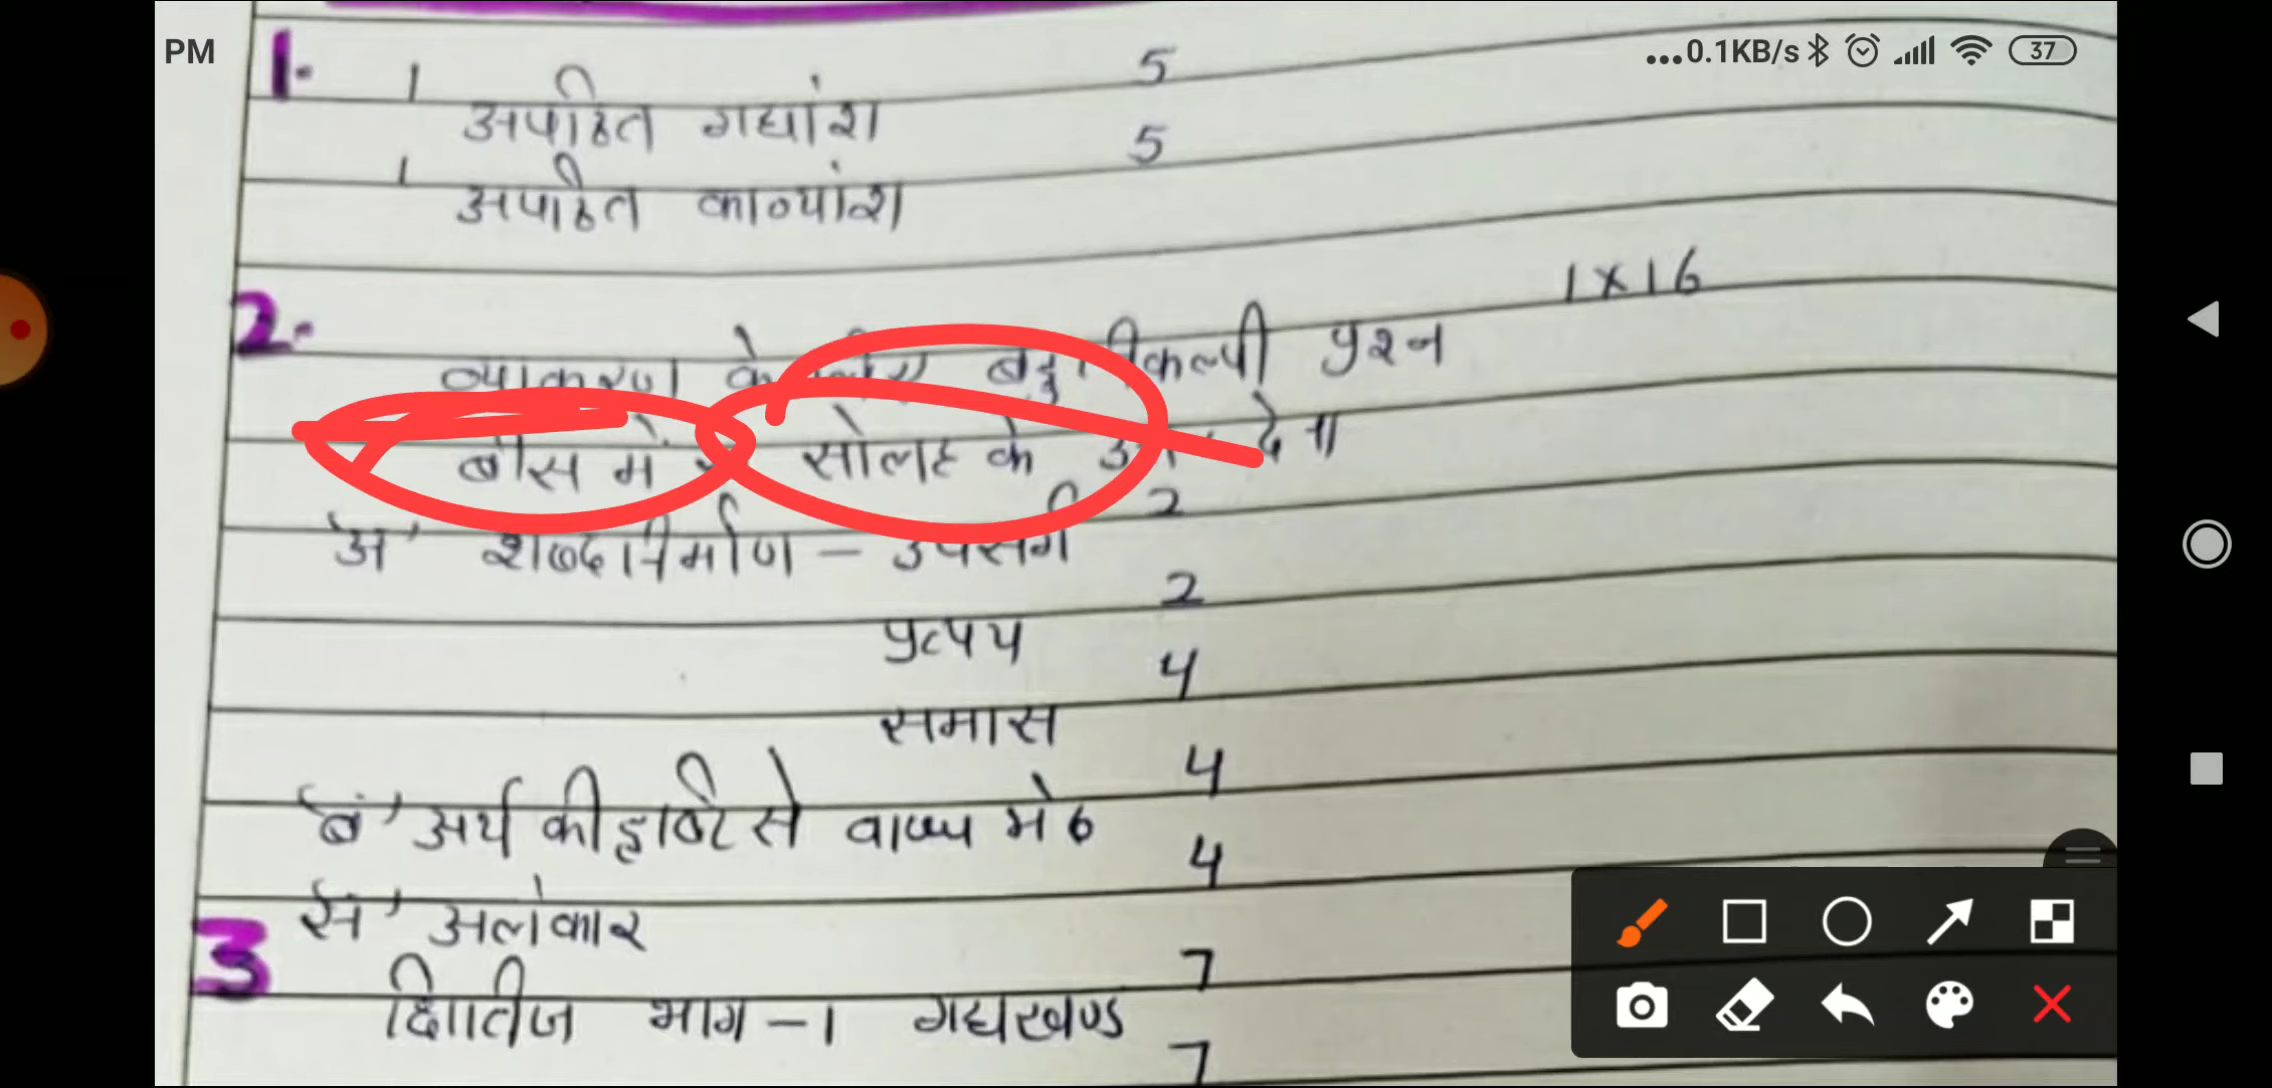 PM ...0.1KB/s 37
1. । अपठित गद्यांश 5
। अपठित काव्यांश 5
2. व्याकरण के लिए बहुविकल्पी प्रश्न 1x16
बीस में से सोलह के उत्तर देना
'अ' शब्द निर्माण - उपसर्ग 2
प्रत्यय 2
समास 4
'ब' अर्थ की दृष्टि से वाक्य भेद 4
'स' अलंकार 4
3 क्षितिज भाग-1 गद्यखण्ड 7
7